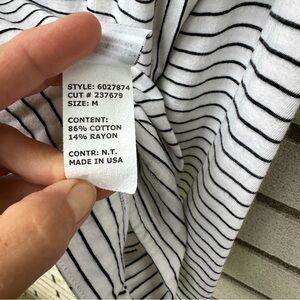 STYLE: 6027874
CUT # 237679
SIZE: M
CONTENT:
86% COTTON
14% RAYON
CONTR: N.T.
MADE IN USA